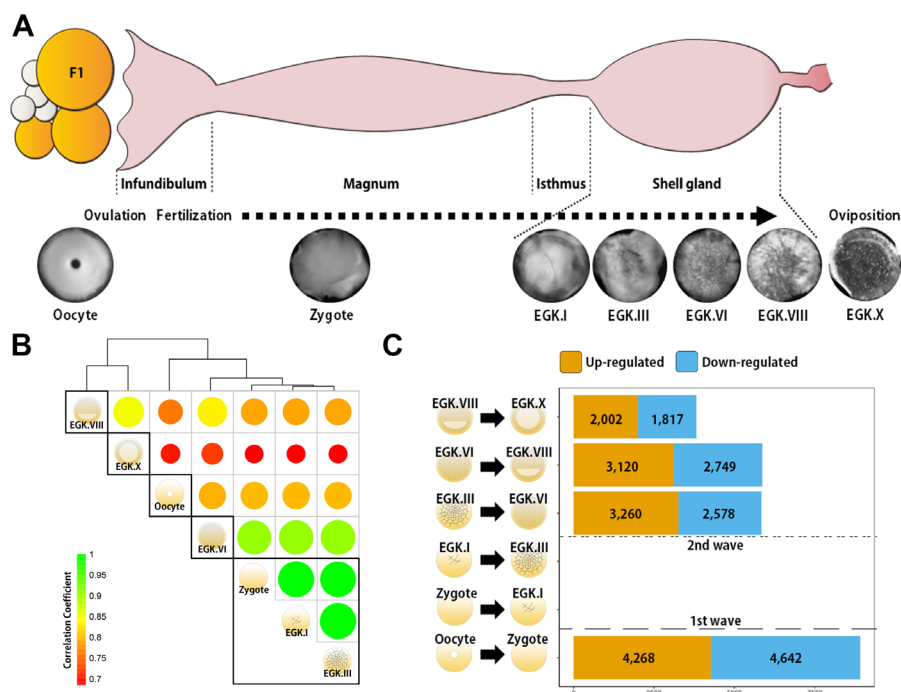 A
F1
Infundibulum Magnum Isthmus Shell gland
Ovulation Fertilization Oviposition
Oocyte Zygote EGK.I EGK.III EGK.VI EGK.VIII EGK.X
B
EGK.VIII
EGK.X
Oocyte
EGK.VI
Zygote
EGK.I
EGK.III
Correlation Coefficient
1
0.95
0.9
0.85
0.8
0.75
0.7
C
Up-regulated Down-regulated
EGK.VIII EGK.X
2,002 1,817
EGK.VI EGK.VIII
3,120 2,749
EGK.III EGK.VI
3,260 2,578
2nd wave
EGK.I EGK.III
Zygote EGK.I
1st wave
Oocyte Zygote
4,268 4,642